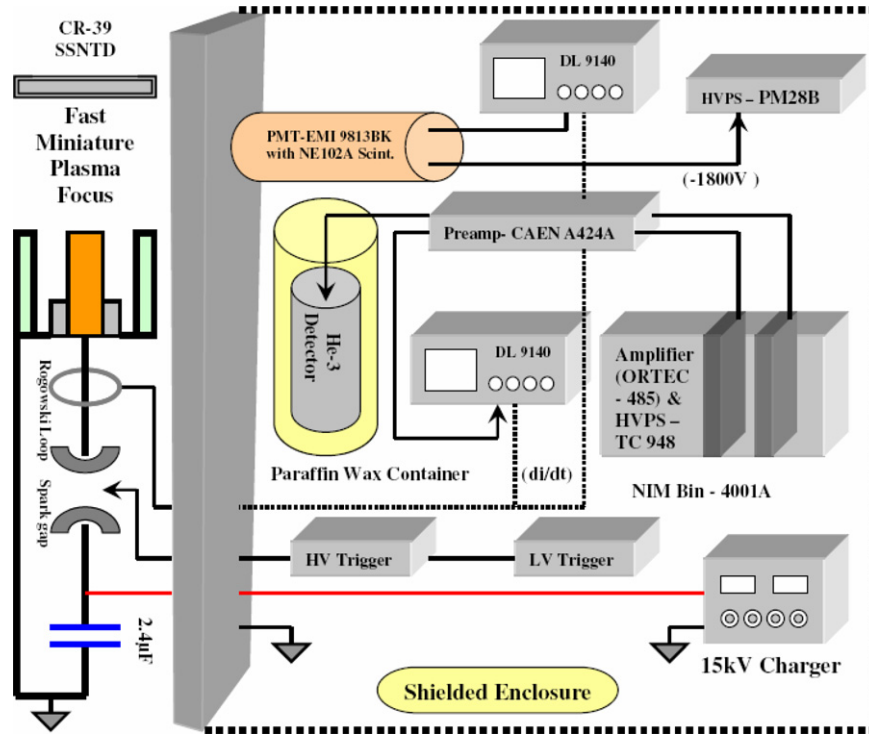 CR-39
SSNTD
Fast
Miniature
Plasma
Focus
DL 9140
HVPS – PM28B
PMT-EMI 9813BK
with NE102A Scint.
(-1800V )
Preamp- CAEN A424A
He-3
Detector
DL 9140
Amplifier
(ORTEC
- 485) &
HVPS –
TC 948
Rogowski Loop
Paraffin Wax Container
(di/dt)
NIM Bin - 4001A
Spark gap
HV Trigger
LV Trigger
2.4µF
15kV Charger
Shielded Enclosure